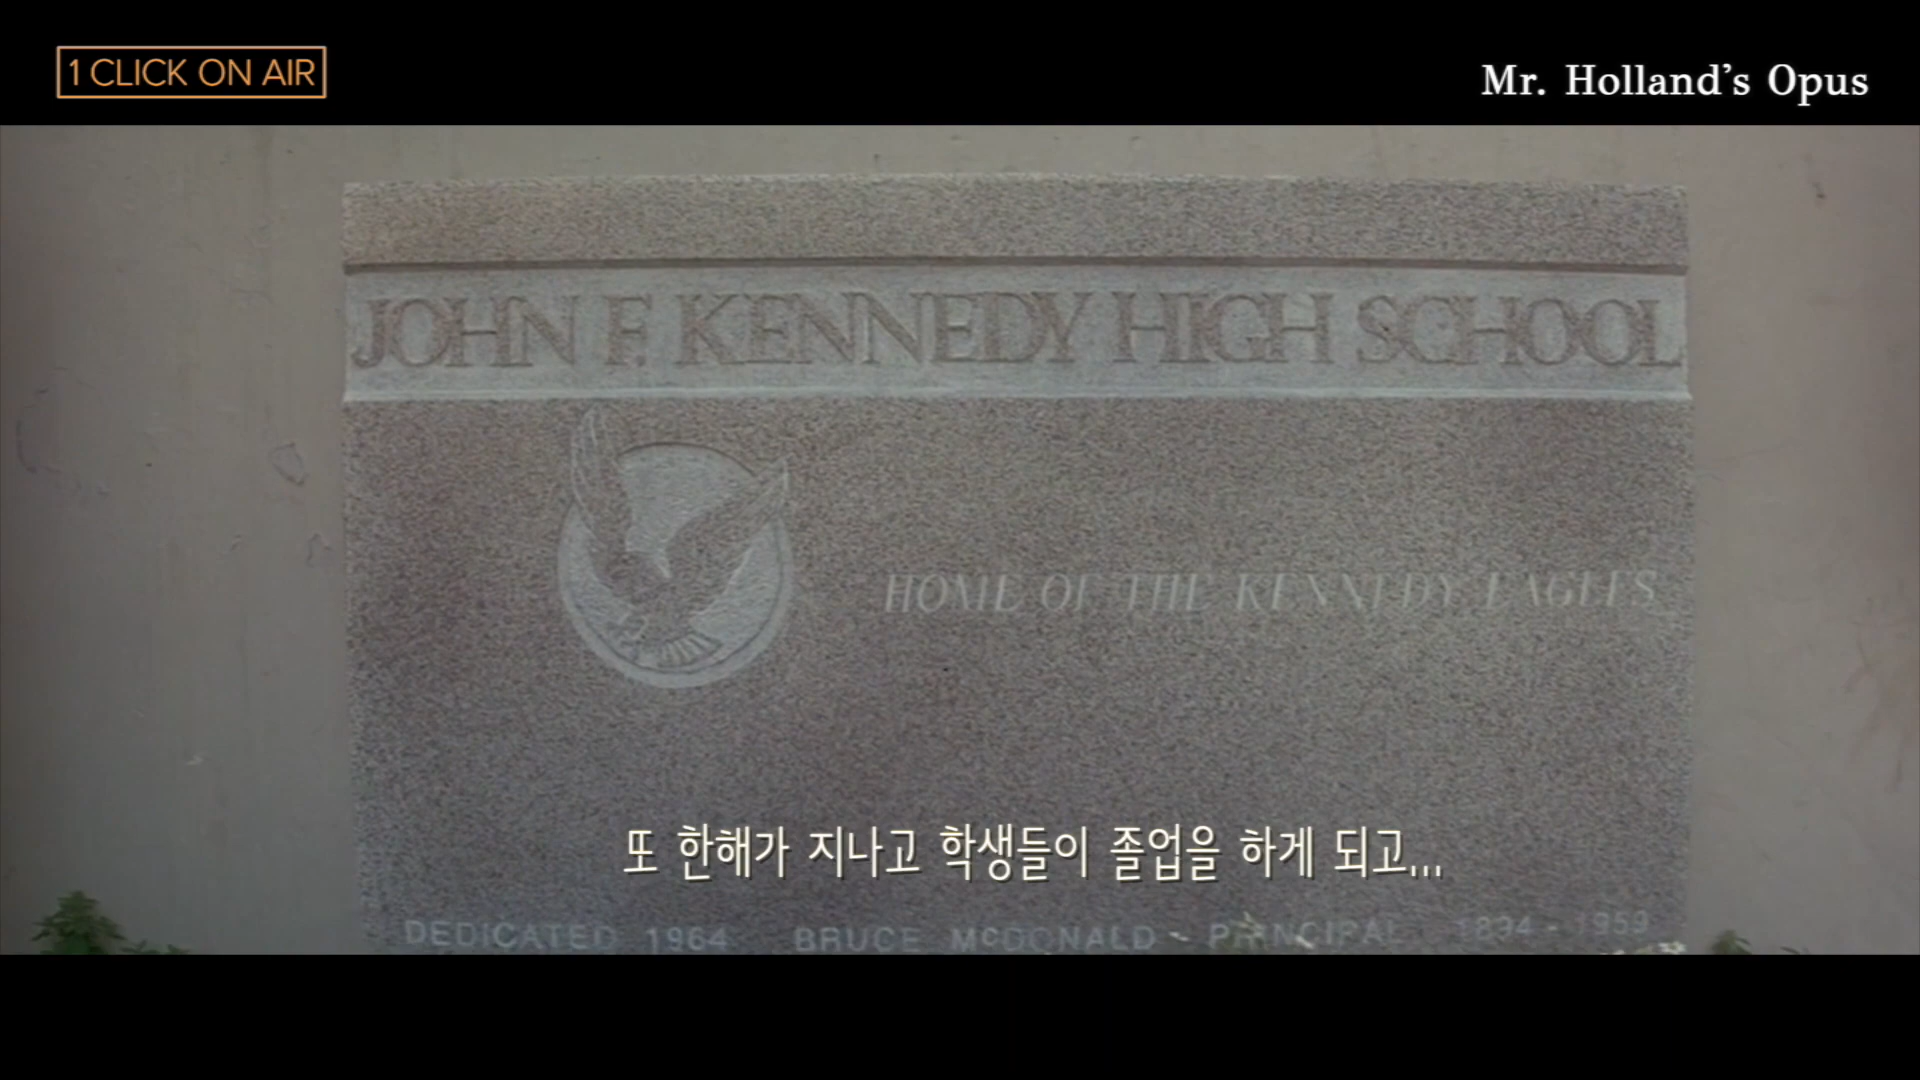 1 CLICK ON AIR
Mr. Holland's Opus
JOHN F. KENNEDY HIGH SCHOOL
HOME OF THE KENNEDY EAGLES
또 한해가 지나고 학생들이 졸업을 하게 되고...
DEDICATED 1964 BRUCE McDONALD - PRINCIPAL 1894 - 1959